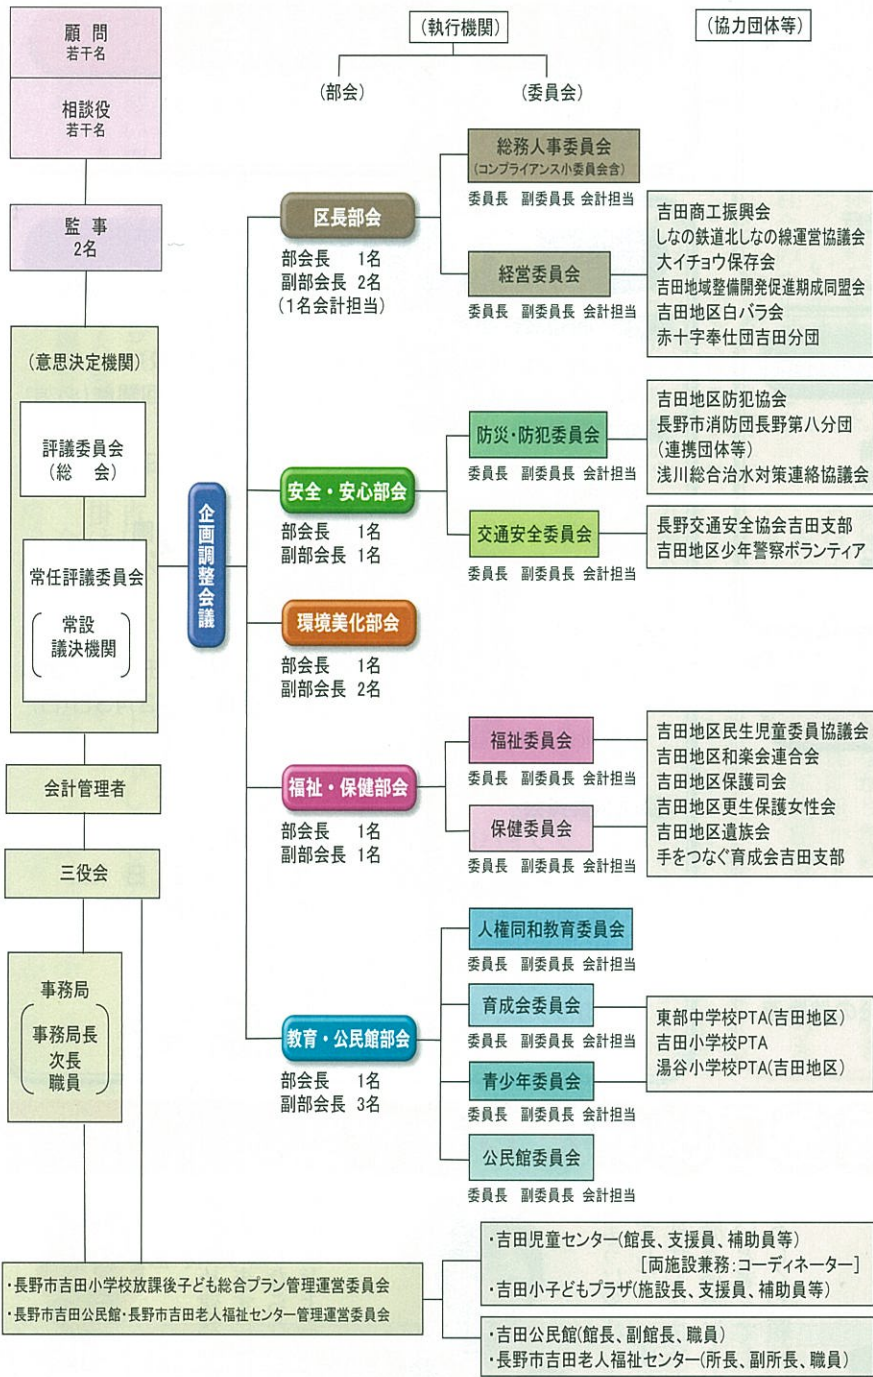 顧 問
若干名
相談役
若干名
監 事
2名
(意思決定機関)
評議委員会
(総 会)
常任評議委員会
常設
議決機関
会計管理者
三役会
事務局
事務局長
次長
職員
・長野市吉田小学校放課後子ども総合プラン管理運営委員会
・長野市吉田公民館・長野市吉田老人福祉センター管理運営委員会
企画調整会議
(執行機関)
(部会)
(委員会)
(協力団体等)
区長部会
部会長 1名
副部会長 2名
(1名会計担当)
総務人事委員会
(コンプライアンス小委員会含)
委員長 副委員長 会計担当
経営委員会
委員長 副委員長 会計担当
吉田商工振興会
しなの鉄道北しなの線運営協議会
大イチョウ保存会
吉田地域整備開発促進期成同盟会
吉田地区白バラ会
赤十字奉仕団吉田分団
安全・安心部会
部会長 1名
副部会長 1名
防災・防犯委員会
委員長 副委員長 会計担当
吉田地区防犯協会
長野市消防団長野第八分団
(連携団体等)
浅川総合治水対策連絡協議会
交通安全委員会
委員長 副委員長 会計担当
長野交通安全協会吉田支部
吉田地区少年警察ボランティア
環境美化部会
部会長 1名
副部会長 2名
福祉・保健部会
部会長 1名
副部会長 1名
福祉委員会
委員長 副委員長 会計担当
保健委員会
委員長 副委員長 会計担当
吉田地区民生児童委員協議会
吉田地区和楽会連合会
吉田地区保護司会
吉田地区更生保護女性会
吉田地区遺族会
手をつなぐ育成会吉田支部
教育・公民館部会
部会長 1名
副部会長 3名
人権同和教育委員会
委員長 副委員長 会計担当
育成会委員会
委員長 副委員長 会計担当
青少年委員会
委員長 副委員長 会計担当
公民館委員会
委員長 副委員長 会計担当
東部中学校PTA(吉田地区)
吉田小学校PTA
湯谷小学校PTA(吉田地区)
・吉田児童センター(館長、支援員、補助員等)
[両施設兼務:コーディネーター]
・吉田小子どもプラザ(施設長、支援員、補助員等)
・吉田公民館(館長、副館長、職員)
・長野市吉田老人福祉センター(所長、副所長、職員)